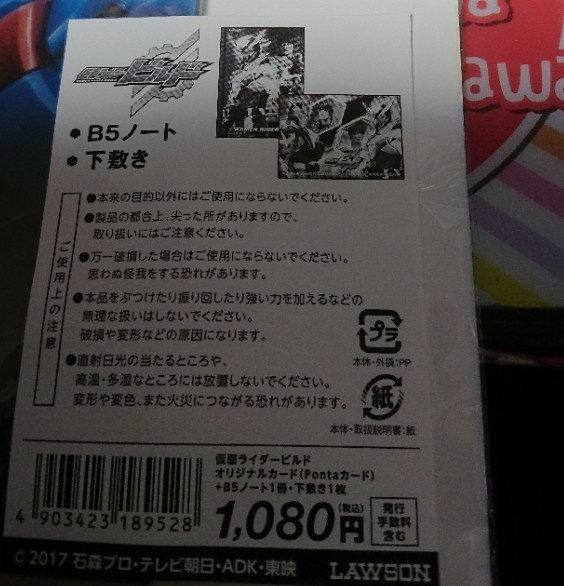 仮面ライダービルド
KAMEN RIDER
● B5ノート
● 下敷き
ご使用上の注意
●本来の目的以外にはご使用にならないでください。
●製品の都合上、尖った所がありますので、
取り扱いにはご注意ください。
●万一破損した場合はご使用にならないでください。
思わぬ怪我をする恐れがあります。
●本品をぶつけたり振り回したり強い力を加えるなどの
無理な扱いはしないでください。
破損や変形などの原因になります。
●直射日光の当たるところや、
高温・多湿なところには放置しないでください。
変形や変色、また火災につながる恐れがあります。
プラ
本体・外袋:PP
紙
本体・取扱説明書:紙
仮面ライダービルド
オリジナルカード(Pontaカード)
+B5ノート1冊・下敷き1枚
(税込)
1,080円
発行
手数料
含む
4 903423 189528
© 2017 石森プロ・テレビ朝日・ADK・東映
LAWSON